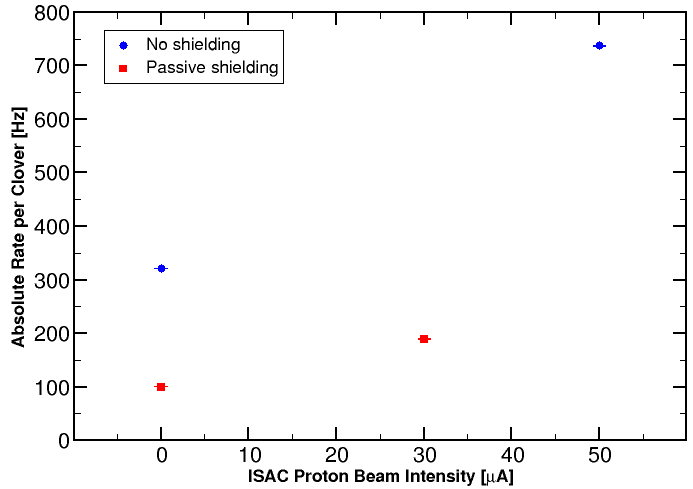 800
700
600
500
400
300
200
100
0
No shielding
Passive shielding
Absolute Rate per Clover [Hz]
0 10 20 30 40 50
ISAC Proton Beam Intensity [μA]